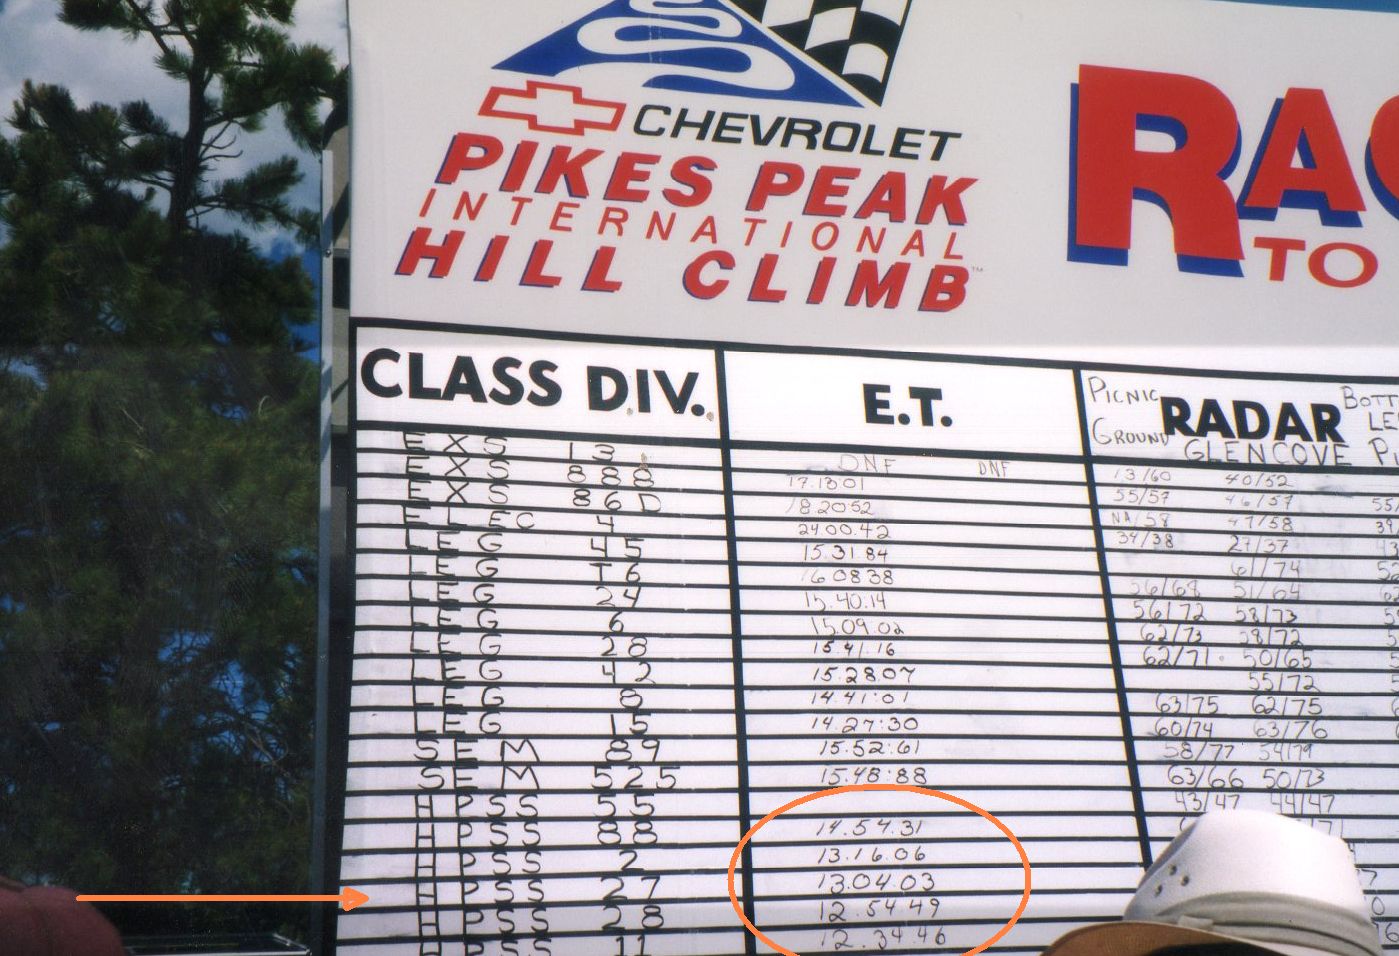 CHEVROLET
PIKES PEAK
INTERNATIONAL
HILL CLIMB™
TO
CLASS DIV. E.T. PICNIC GROUND RADAR GLENCOVE
EXS 13 DNF DNF 13/60 40/52
EXS 888 17.13.01 55/57 46/57
EXS 86D 18 20 52 NA/58 47/58
ELEC 4 24.00.42 34/38 27/37
LEG 45 15.31.84 61/74
LEG 16 16 08 38 56/68 51/64
LEG 24 15.40.14 56/72 58/73
LEG 6 15.09.02 62/73 /72
LEG 28 15.41.16 62/71 50/65
LEG 42 15.28 07 55/72
LEG 8 14.41:01 63/75 62/75
LEG 15 14.27:30 60/74 63/76
SEM 89 15.52:61 58/77 54/79
SEM 525 15.48:88 63/66 50/73
HPSS 55 43/47 44/47
HPSS 88 14.54.31
HPSS 2 13.16.06
HPSS 27 13.04.03
HPSS 28 12.54.49
HPSS 11 12.34.46